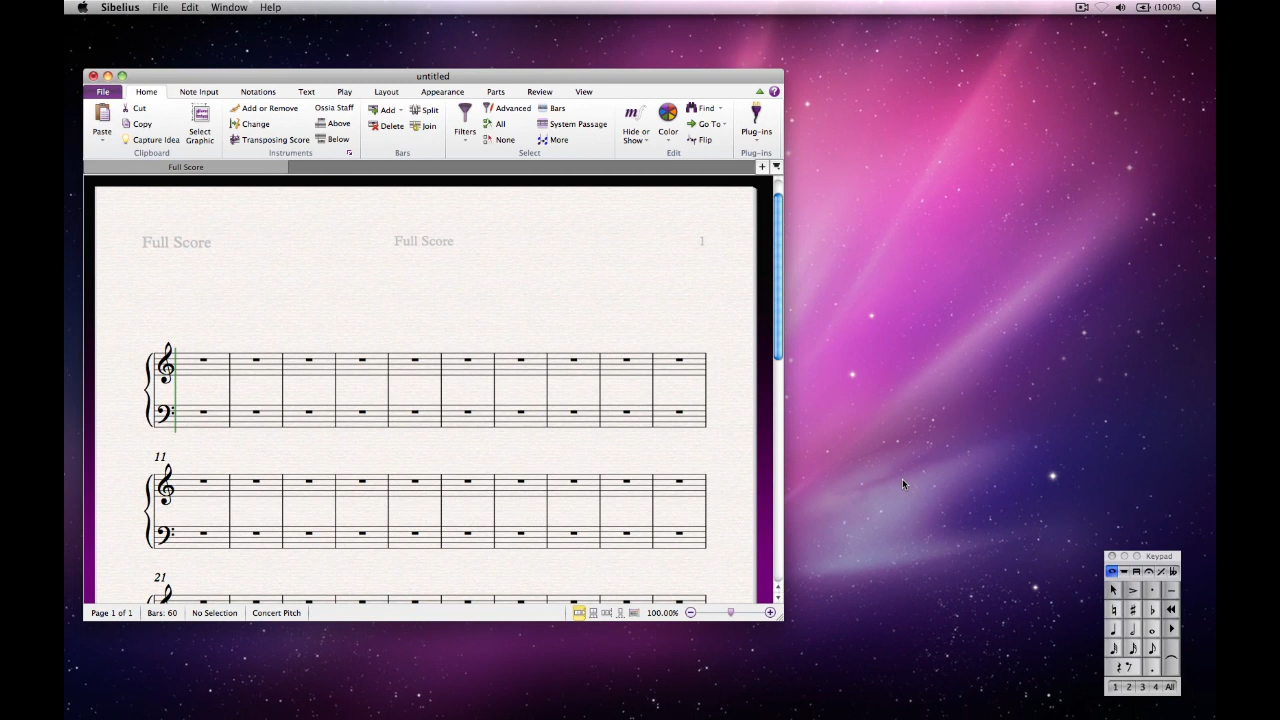 Sibelius File Edit Window Help (100%)
untitled
File Home Note Input Notations Text Play Layout Appearance Parts Review View
Paste Cut Copy Capture Idea Select Graphic
Clipboard
Add or Remove Change Transposing Score Ossia Staff Above Below
Instruments
Add Split Delete Join
Bars
Filters Advanced All None Bars System Passage More
Select
Hide or Show Color Find Go To Flip
Edit
Plug-ins
Plug-ins
Full Score
Full Score Full Score 1
11
21
Page 1 of 1 Bars: 60 No Selection Concert Pitch 100.00%
Keypad
1 2 3 4 All